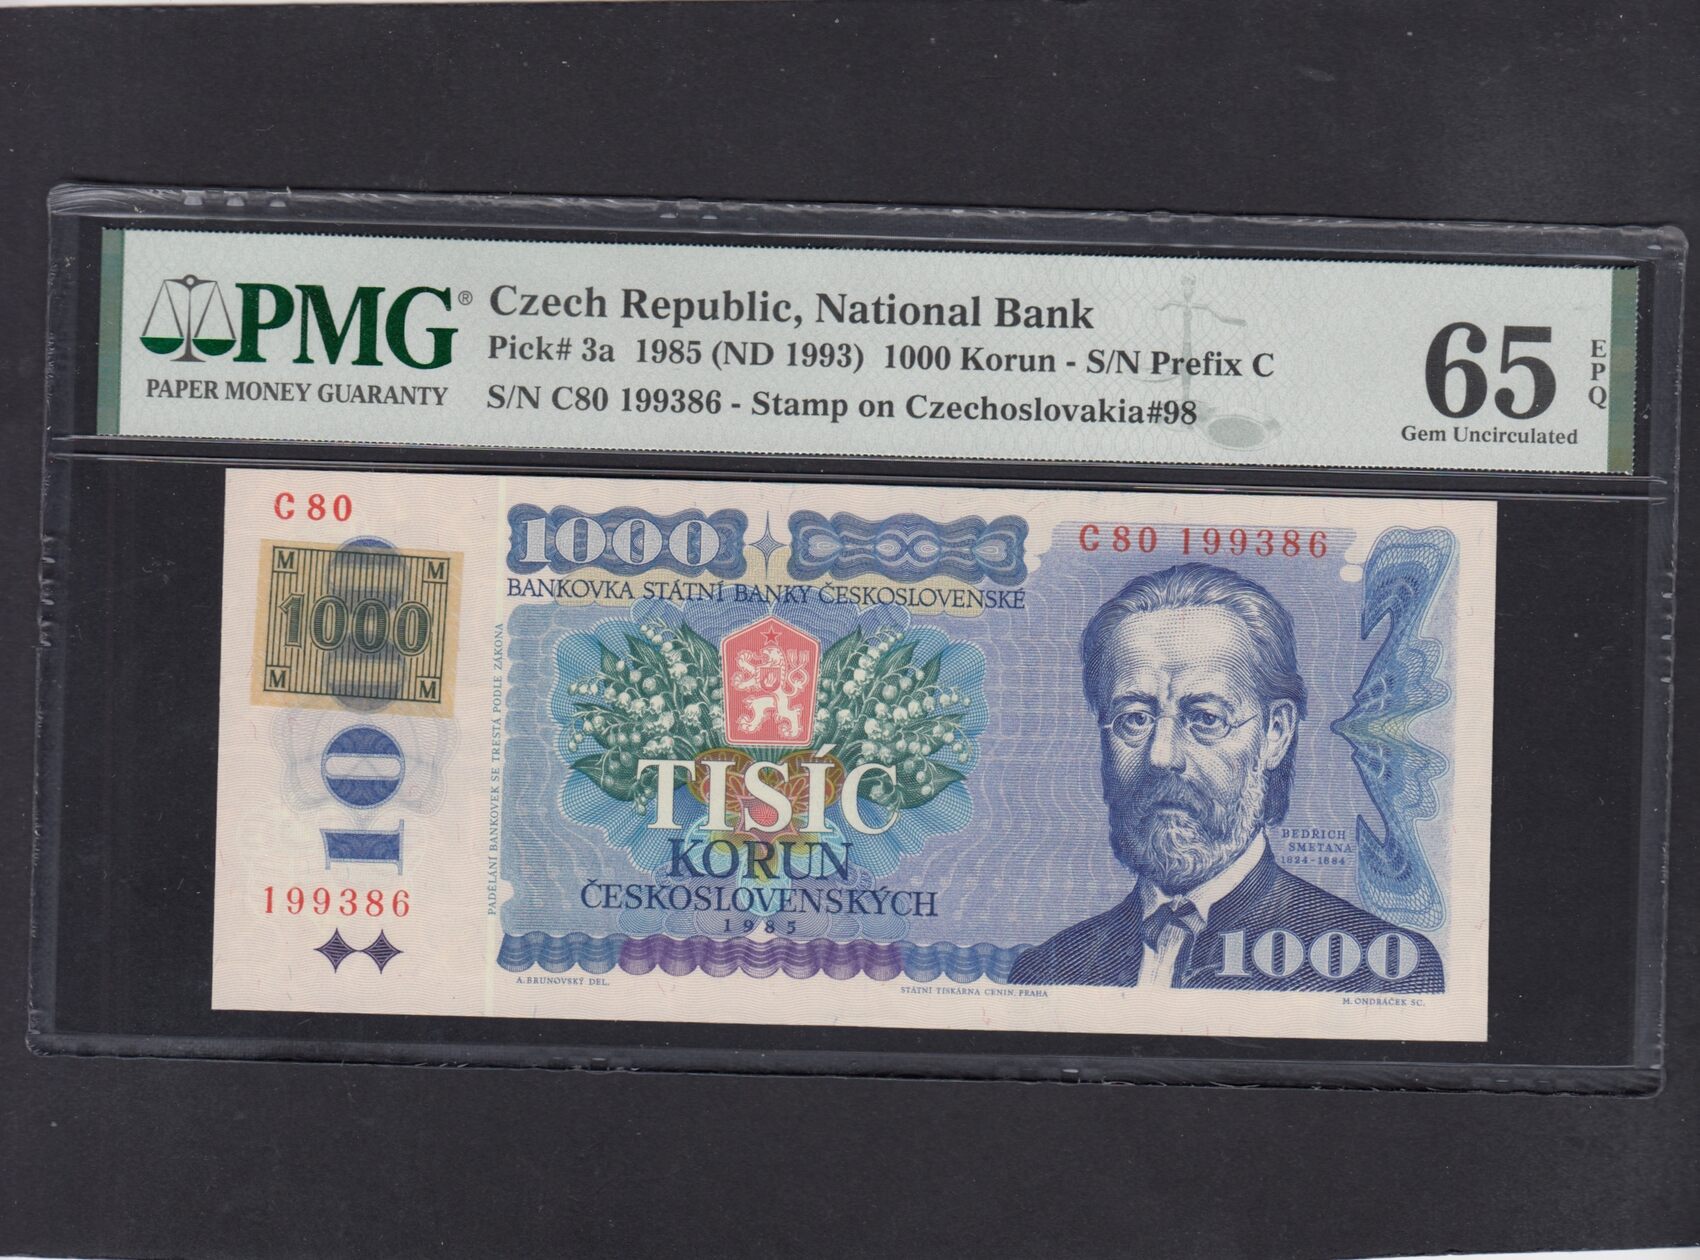 PMG®
PAPER MONEY GUARANTY
Czech Republic, National Bank
Pick# 3a 1985 (ND 1993) 1000 Korun - S/N Prefix C
S/N C80 199386 - Stamp on Czechoslovakia#98
65
EPQ
Gem Uncirculated
C 80
M M
1000
M M
1000
199386
PADĚLÁNÍ BANKOVEK SE TRESTÁ PODLE ZÁKONA
1000
BANKOVKA STÁTNÍ BANKY ČESKOSLOVENSKÉ
C 80 199386
TISÍC
KORUN
ČESKOSLOVENSKÝCH
1985
BEDŘICH
SMETANA
1824-1884
1000
A. BRUNOVSKÝ DEL.
STÁTNÍ TISKÁRNA CENIN, PRAHA
M. ONDRÁČEK SC.